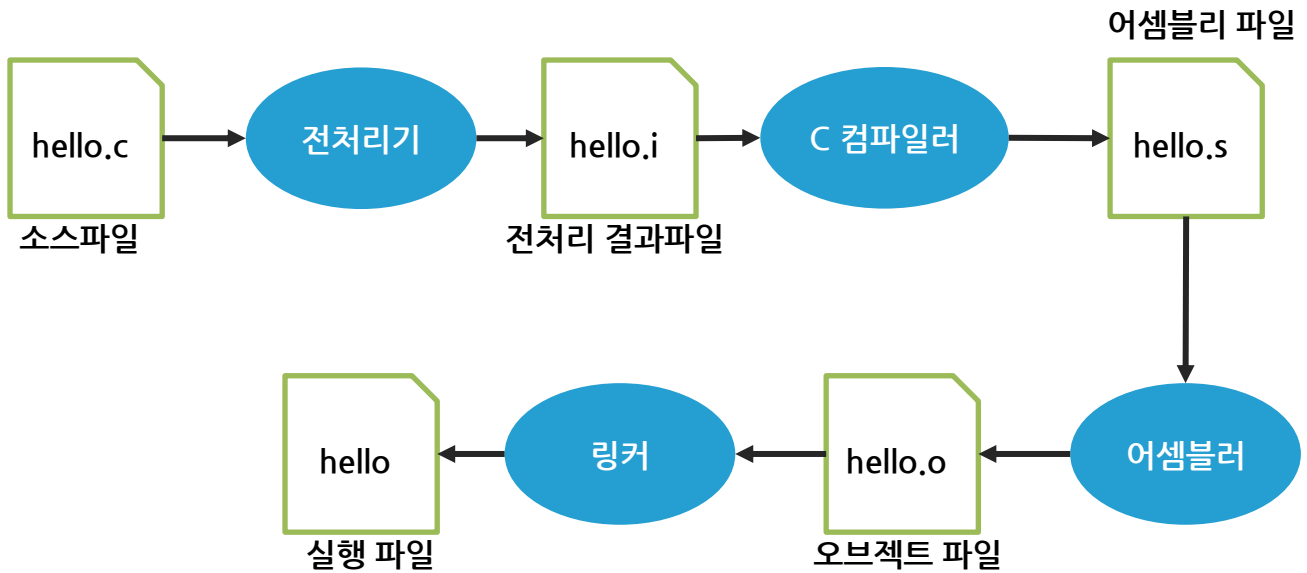 어셈블리 파일
hello.c
전처리기
hello.i
C 컴파일러
hello.s
소스파일
전처리 결과파일
hello
링커
hello.o
어셈블러
실행 파일
오브젝트 파일